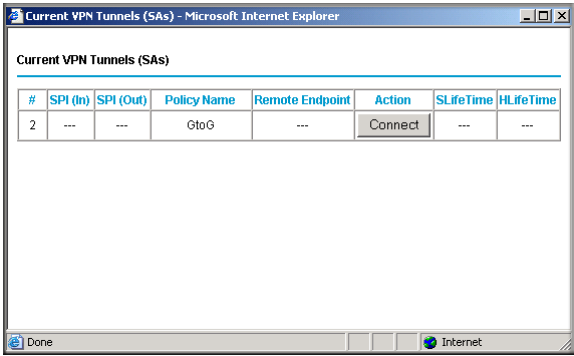 Current VPN Tunnels (SAs) - Microsoft Internet Explorer
Current VPN Tunnels (SAs)
# SPI (In) SPI (Out) Policy Name Remote Endpoint Action SLifeTime HLifeTime
2 --- --- GtoG --- Connect --- ---
Done Internet